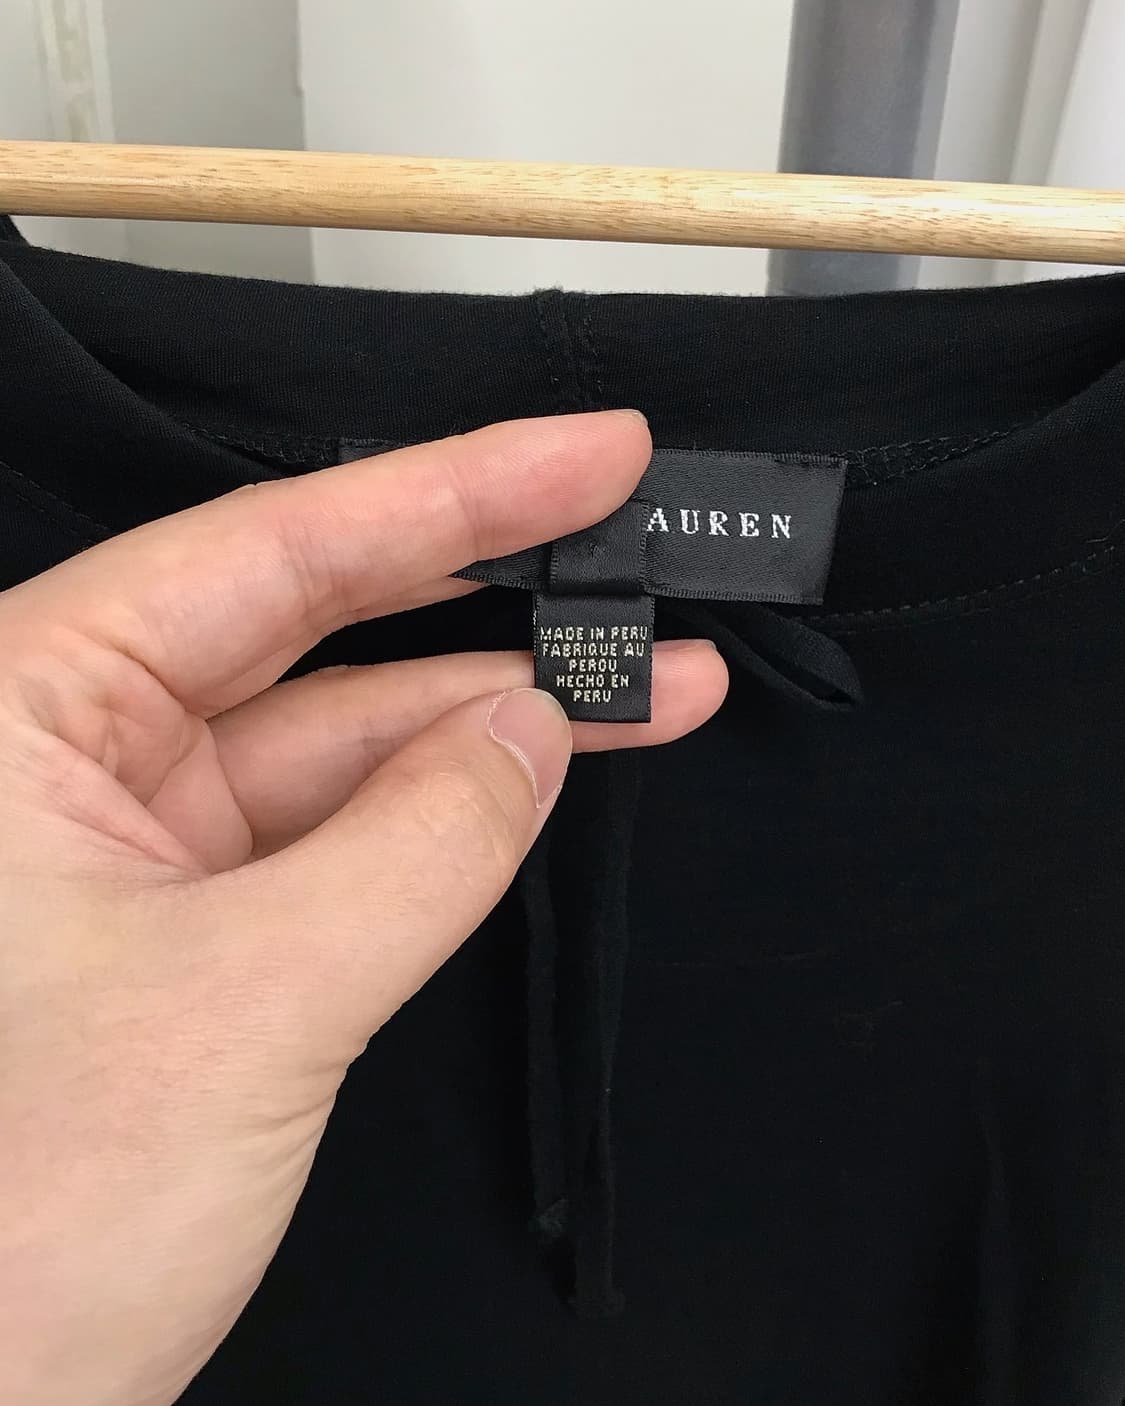 AUREN
MADE IN PERU
FABRIQUE AU
PEROU
HECHO EN
PERU